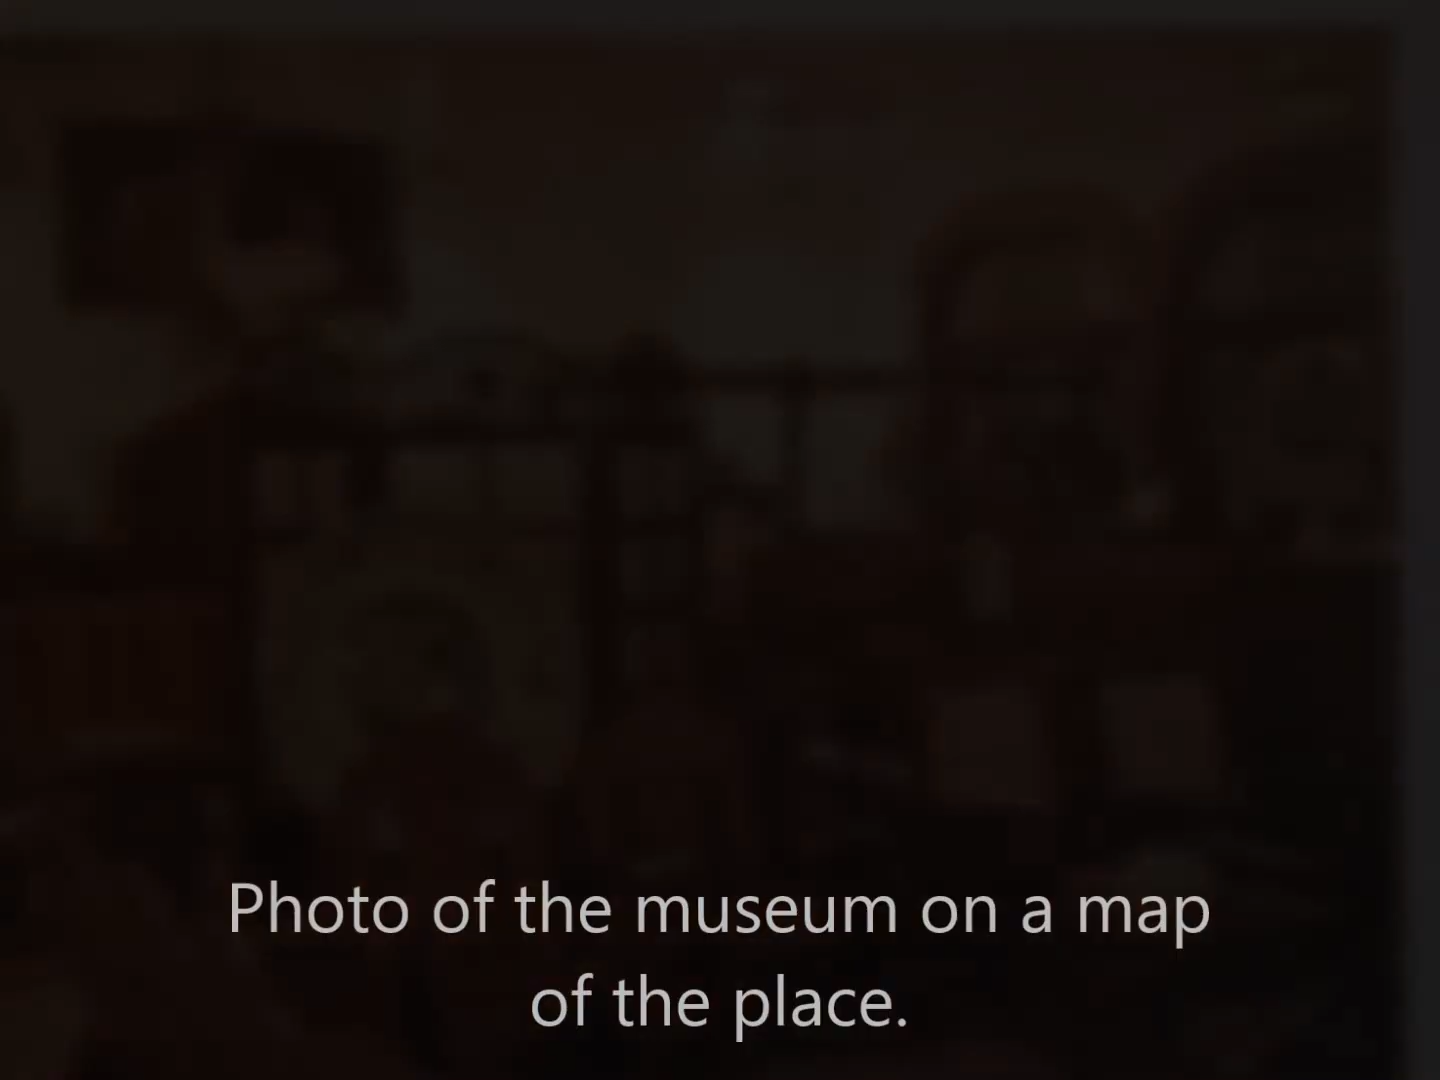 Photo of the museum on a map
of the place.